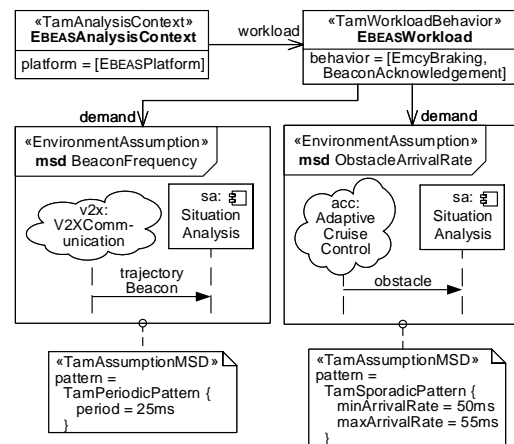 «TamAnalysisContext»
EBEASAnalysisContext
platform = [EBEASPlatform]
workload
«TamWorkloadBehavior»
EBEASWorkload
behavior = [EmcyBraking,
BeaconAcknowledgement]
demand
demand
«EnvironmentAssumption»
msd BeaconFrequency
v2x:
V2XComm-
unication
sa:
Situation
Analysis
trajectory
Beacon
«EnvironmentAssumption»
msd ObstacleArrivalRate
acc:
Adaptive
Cruise
Control
sa:
Situation
Analysis
obstacle
«TamAssumptionMSD»
pattern =
TamPeriodicPattern {
period = 25ms
}
«TamAssumptionMSD»
pattern =
TamSporadicPattern {
minArrivalRate = 50ms
maxArrivalRate = 55ms
}